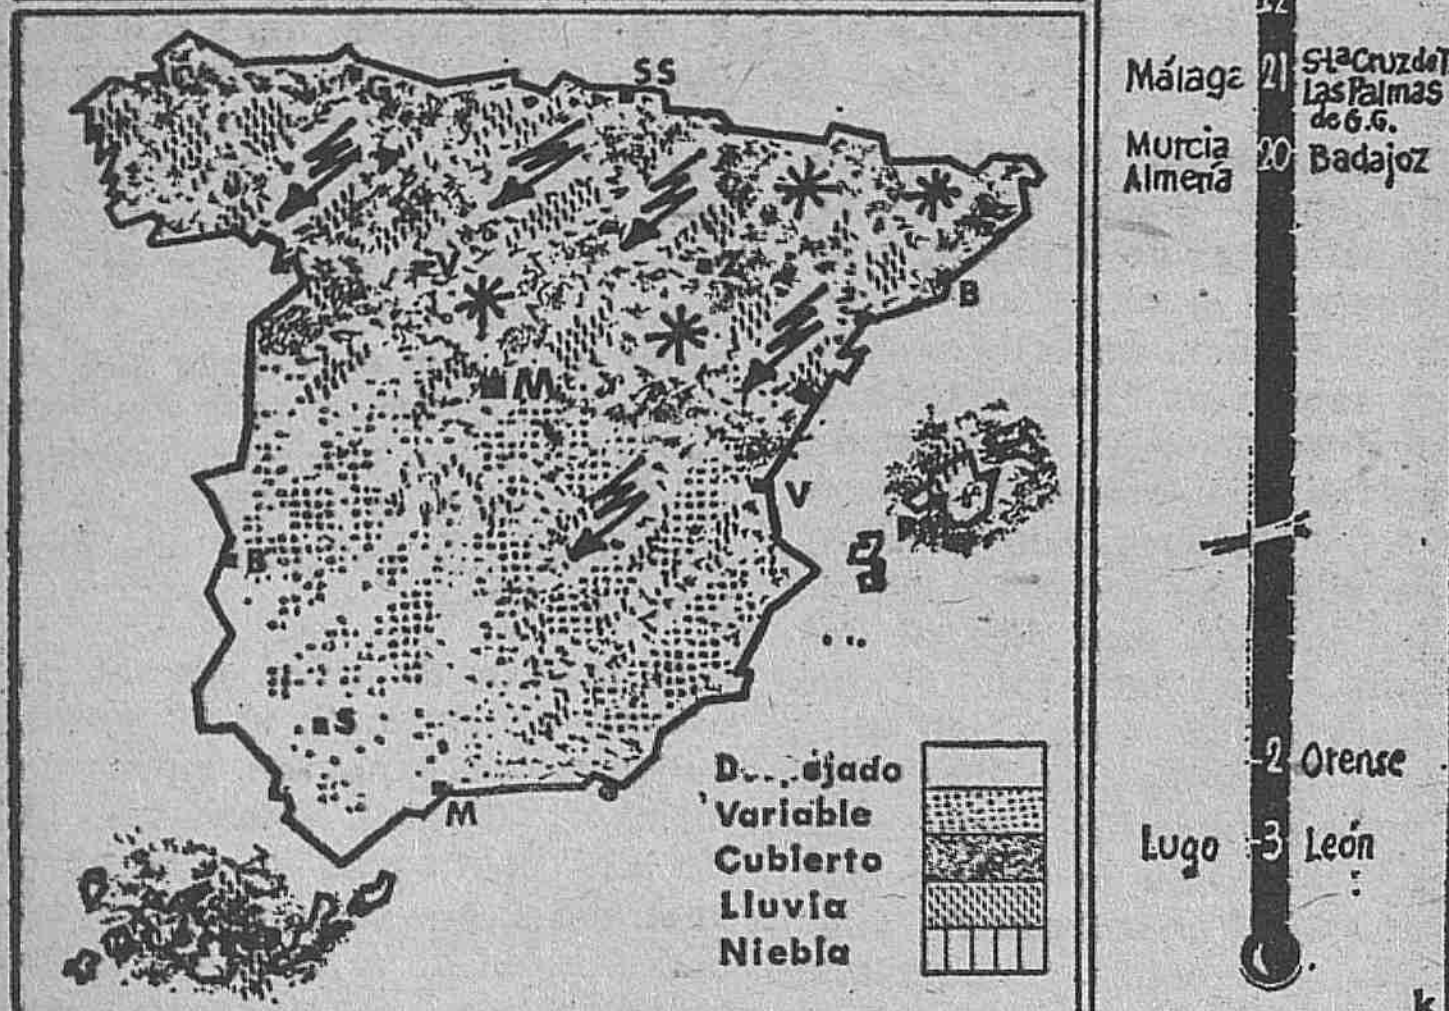 SS
G
V
Z
B
M
V
B
P
S
M
Variable
Cubierto
Lluvia
Niebla
Málaga 21 Sta Cruz de T
Las Palmas
de G.G.
Murcia 20 Badajoz
Almería
-2 Orense
Lugo -3 León
k